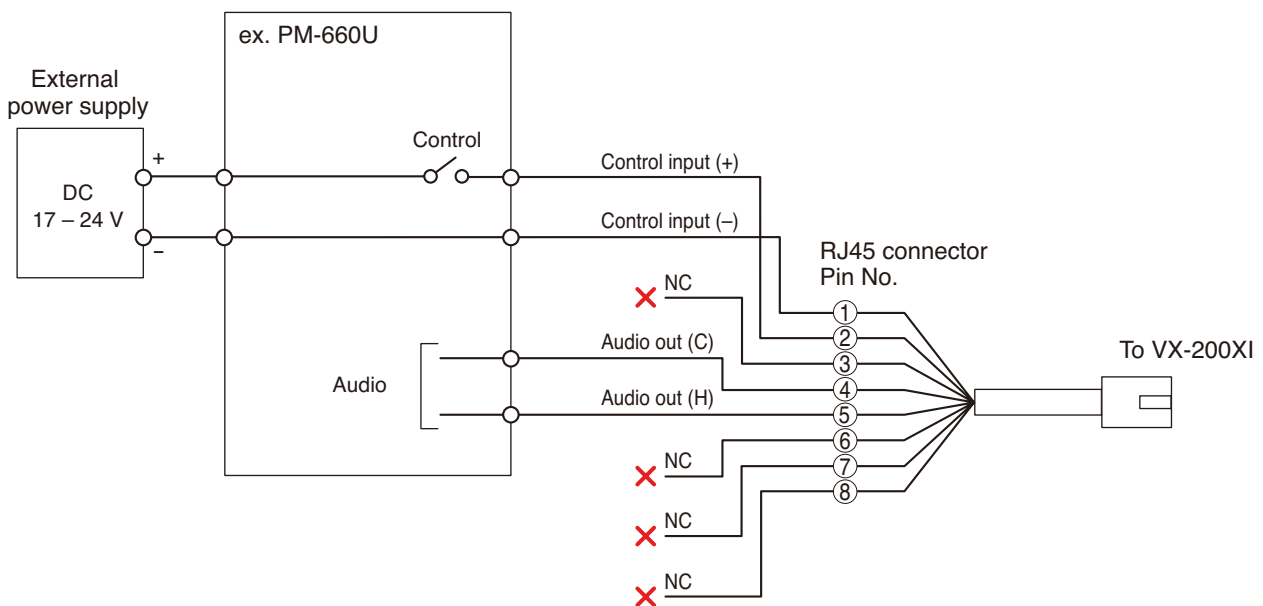 ex. PM-660U
External
power supply
+
DC
17 – 24 V
–
Control
Control input (+)
Control input (–)
RJ45 connector
Pin No.
NC
1
2
3
4
5
6
7
8
Audio out (C)
Audio
Audio out (H)
To VX-200XI
NC
NC
NC